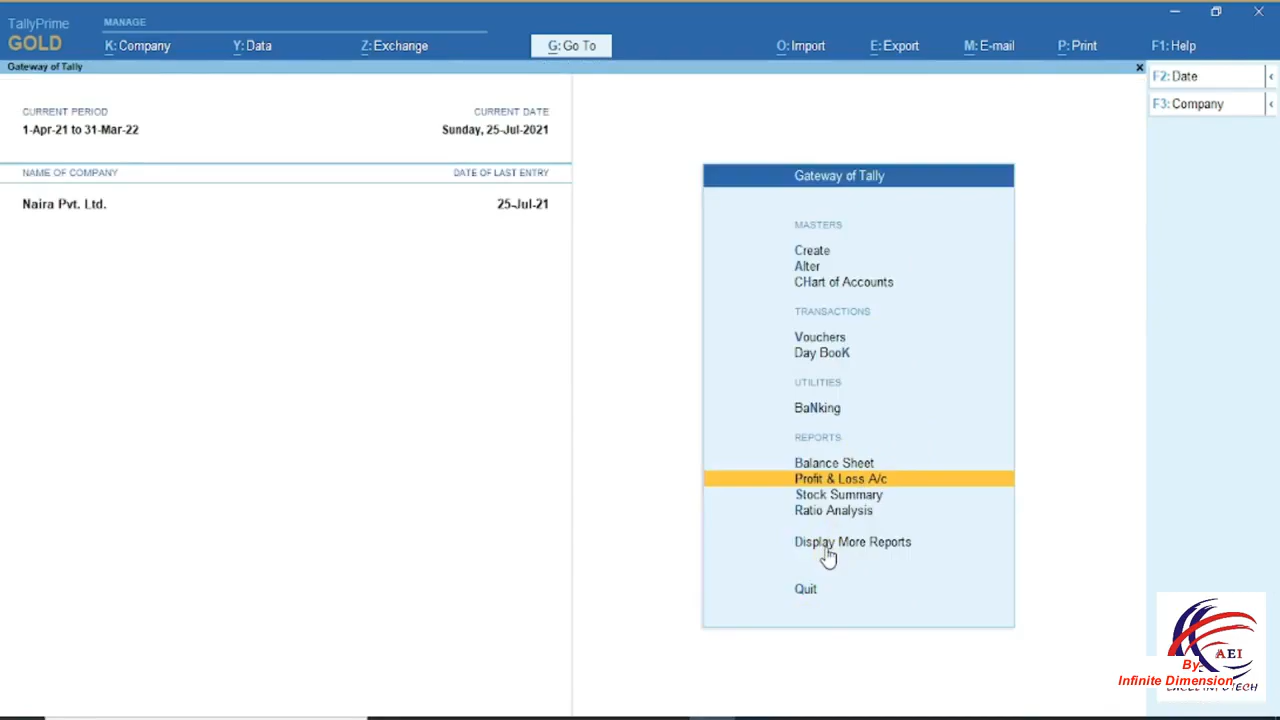 TallyPrime
GOLD
MANAGE
K: Company
Y: Data
Z: Exchange
G: Go To
O: Import
E: Export
M: E-mail
P: Print
F1: Help
Gateway of Tally
x
F2: Date
F3: Company
CURRENT PERIOD
CURRENT DATE
1-Apr-21 to 31-Mar-22
Sunday, 25-Jul-2021
NAME OF COMPANY
DATE OF LAST ENTRY
Naira Pvt. Ltd.
25-Jul-21
Gateway of Tally
MASTERS
Create
Alter
CHart of Accounts
TRANSACTIONS
Vouchers
Day BooK
UTILITIES
BaNking
REPORTS
Balance Sheet
Profit & Loss A/c
Stock Summary
Ratio Analysis
Display More Reports
Quit
AEI
By-
Infinite Dimension